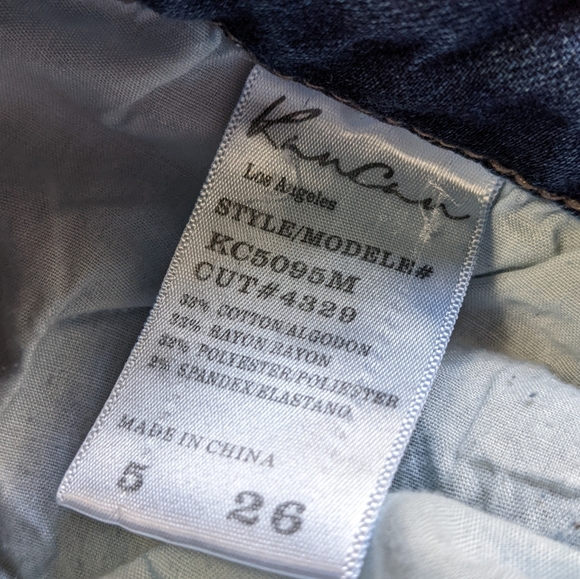 KanCan
Los Angeles
STYLE/MODELE#
KC5095M
CUT#4329
33% COTTON/ALGODON
33% RAYON/RAYON
32% POLYESTER/POLIESTER
2% SPANDEX/ELASTANO
MADE IN CHINA
5 26